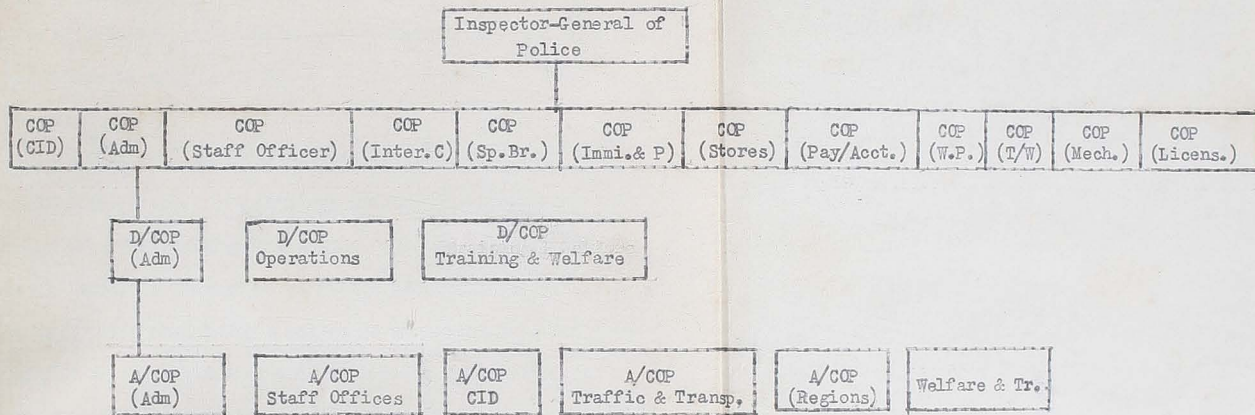 Inspector-General of
Police
COP
(CID)
COP
(Adm)
COP
(Staff Officer)
COP
(Inter.C)
COP
(Sp.Br.)
COP
(Immi.& P)
COP
(Stores)
COP
(Pay/Acct.)
COP
(W.P.)
COP
(T/W)
COP
(Mech.)
COP
(Licens.)
D/COP
(Adm)
D/COP
Operations
D/COP
Training & Welfare
A/COP
(Adm)
A/COP
Staff Offices
A/COP
CID
A/COP
Traffic & Transp.
A/COP
(Regions)
Welfare & Tr.